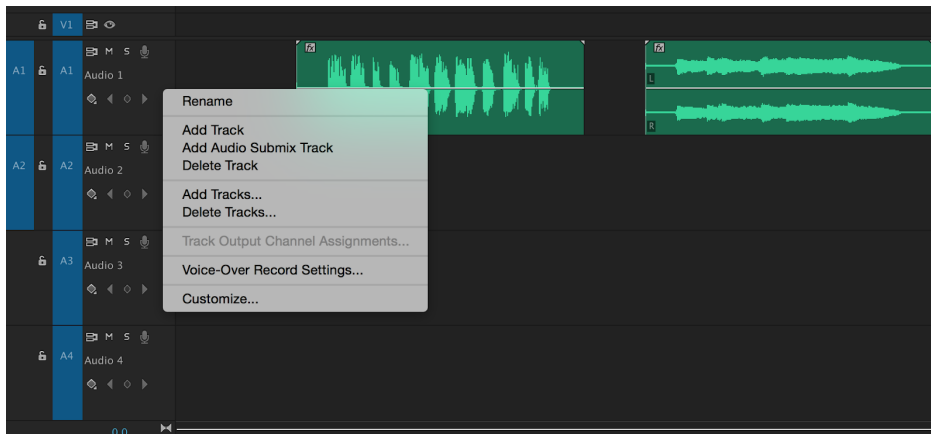 V1
A1 A1 M S
Audio 1
fx
fx
L
R
Rename
Add Track
Add Audio Submix Track
Delete Track
Add Tracks...
Delete Tracks...
Track Output Channel Assignments...
Voice-Over Record Settings...
Customize...
A2 A2 M S
Audio 2
A3 M S
Audio 3
A4 M S
Audio 4
0.0